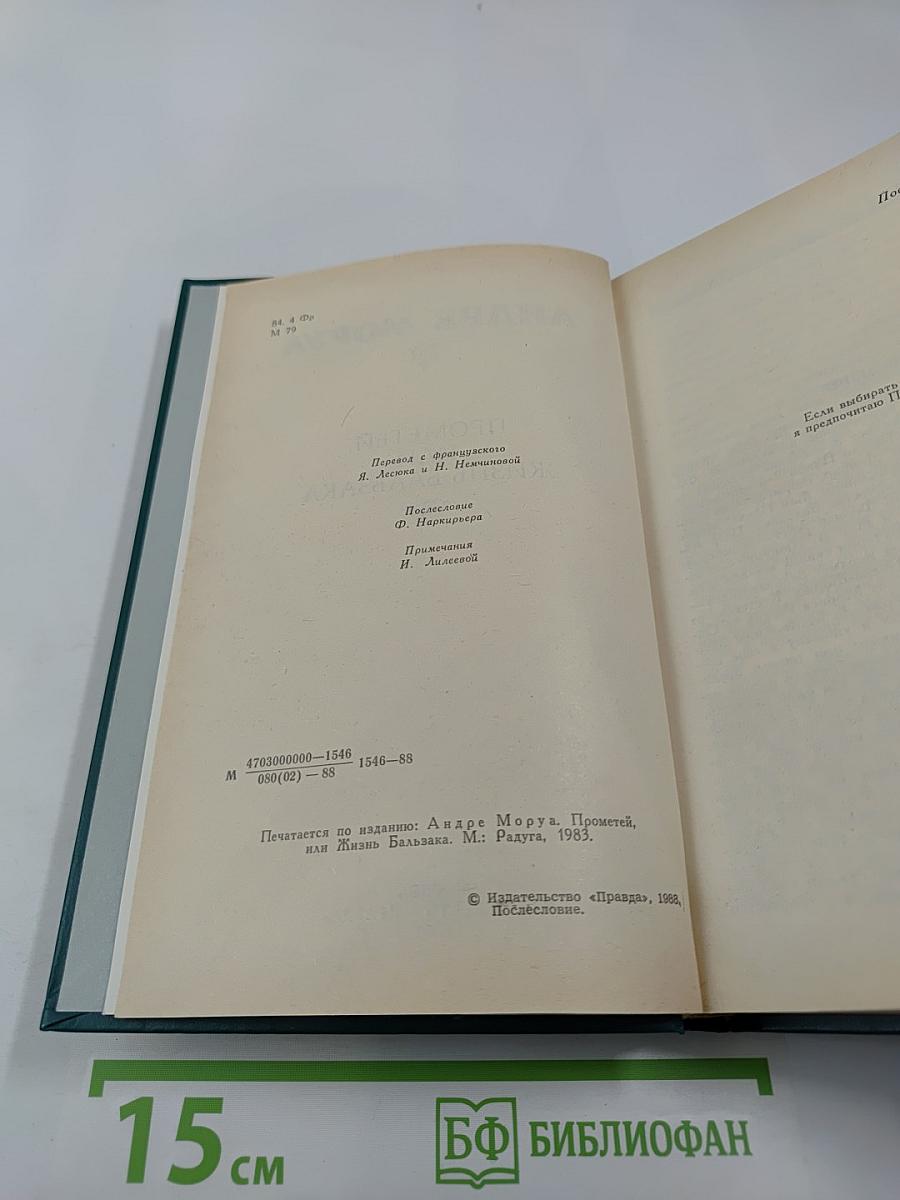 84. 4 Фр
М 79
Перевод с французского
Я. Лесюка и Н. Немчиновой
Послесловие
Ф. Наркирьера
Примечания
И. Лилеевой
М 4703000000—1546
080(02) — 88
1546—88
Печатается по изданию: Андре Моруа. Прометей,
или Жизнь Бальзака. М.: Радуга, 1983.
© Издательство «Правда», 1988,
Послесловие.
Если выбирать
я предпочитаю
15 см
БФ БИБЛИОФАН